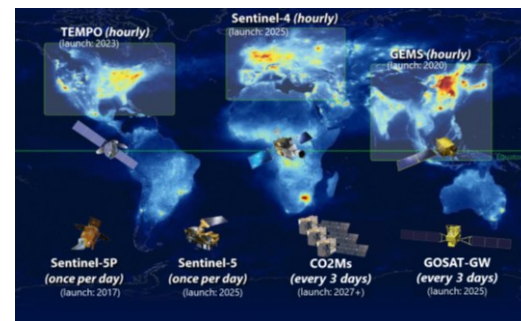 Sentinel-4 (hourly)
(launch: 2025)
TEMPO (hourly)
(launch: 2023)
GEMS (hourly)
(launch: 2020)
Sentinel-5P
(once per day)
(launch: 2017)
Sentinel-5
(once per day)
(launch: 2025)
CO2Ms
(every 3 days)
(launch: 2027+)
GOSAT-GW
(every 3 days)
(launch: 2025)